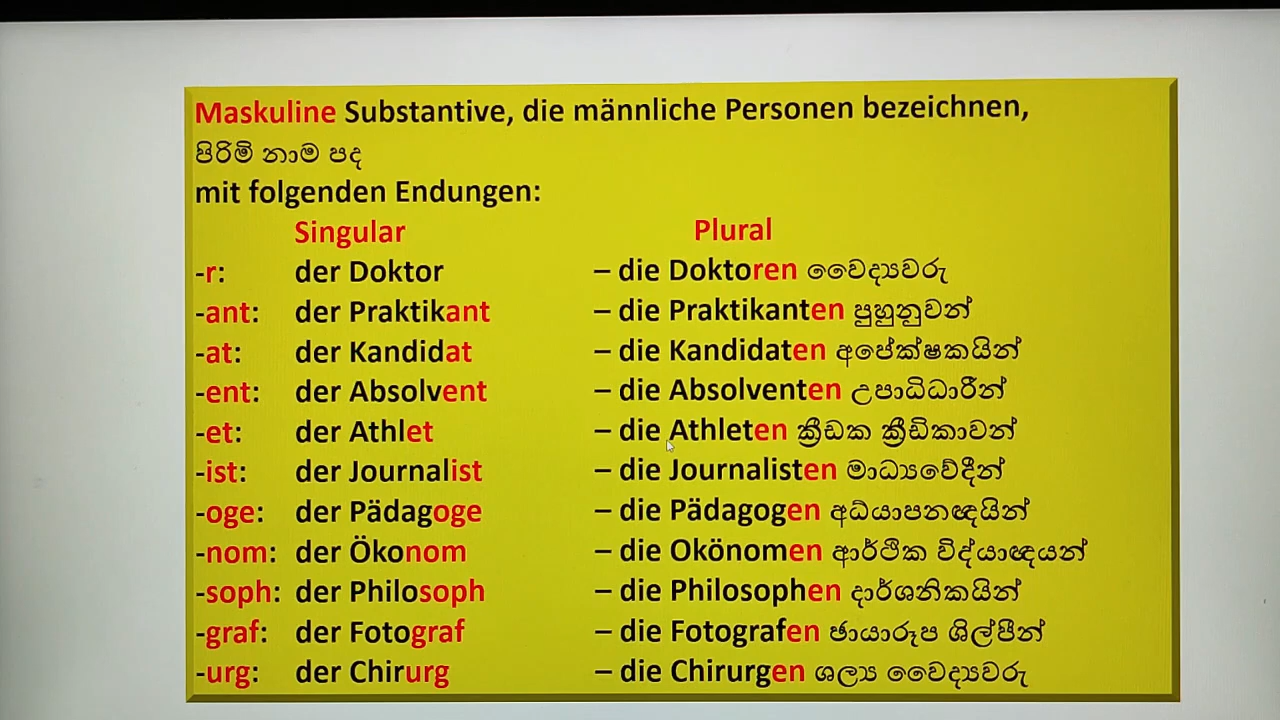 Maskuline Substantive, die männliche Personen bezeichnen,
පිරිමි නාම පද
mit folgenden Endungen:
Singular Plural
-r: der Doktor – die Doktoren වෛද්‍යවරු
-ant: der Praktikant – die Praktikanten පුහුනුවන්
-at: der Kandidat – die Kandidaten අපේක්ෂකයින්
-ent: der Absolvent – die Absolventen උපාධිධාරීන්
-et: der Athlet – die Athleten ක්‍රීඩක ක්‍රීඩිකාවන්
-ist: der Journalist – die Journalisten මාධ්‍යවේදීන්
-oge: der Pädagoge – die Pädagogen අධ්යාපනඥයින්
-nom: der Ökonom – die Okönomen ආර්ථික විද්යාඥයන්
-soph: der Philosoph – die Philosophen දාර්ශනිකයින්
-graf: der Fotograf – die Fotografen ඡායාරූප ශිල්පීන්
-urg: der Chirurg – die Chirurgen ශල්‍ය වෛද්‍යවරු